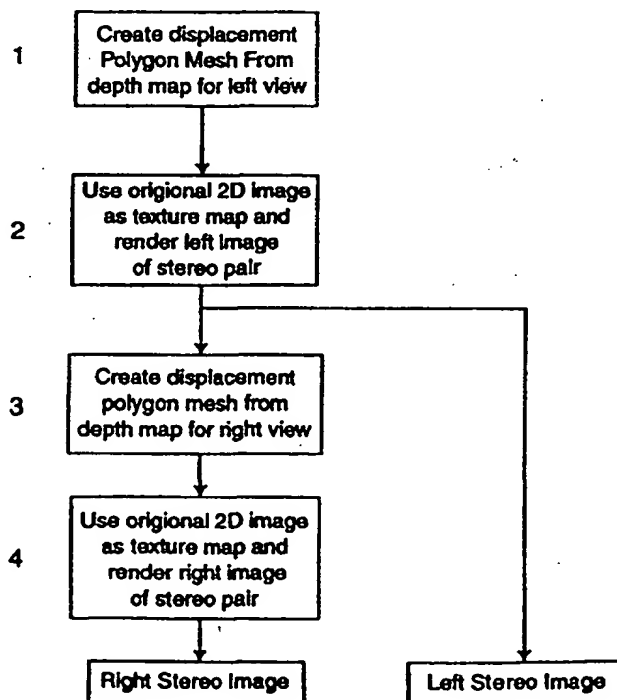 1
Create displacement
Polygon Mesh From
depth map for left view
2
Use origional 2D image
as texture map and
render left image
of stereo pair
3
Create displacement
polygon mesh from
depth map for right view
4
Use origional 2D image
as texture map and
render right image
of stereo pair
Right Stereo Image
Left Stereo Image